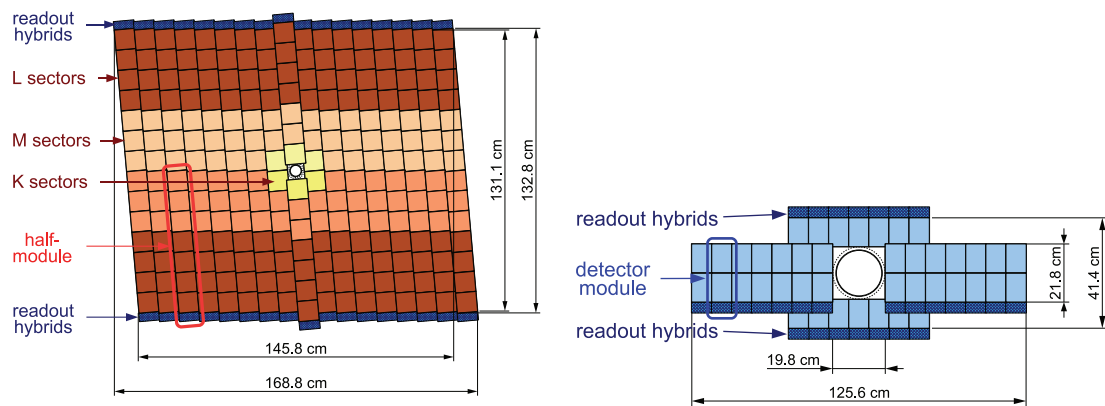 readout
hybrids
L sectors
M sectors
K sectors
half-
module
readout
hybrids
131.1 cm
132.8 cm
145.8 cm
168.8 cm
readout hybrids
detector
module
readout hybrids
21.8 cm
41.4 cm
19.8 cm
125.6 cm